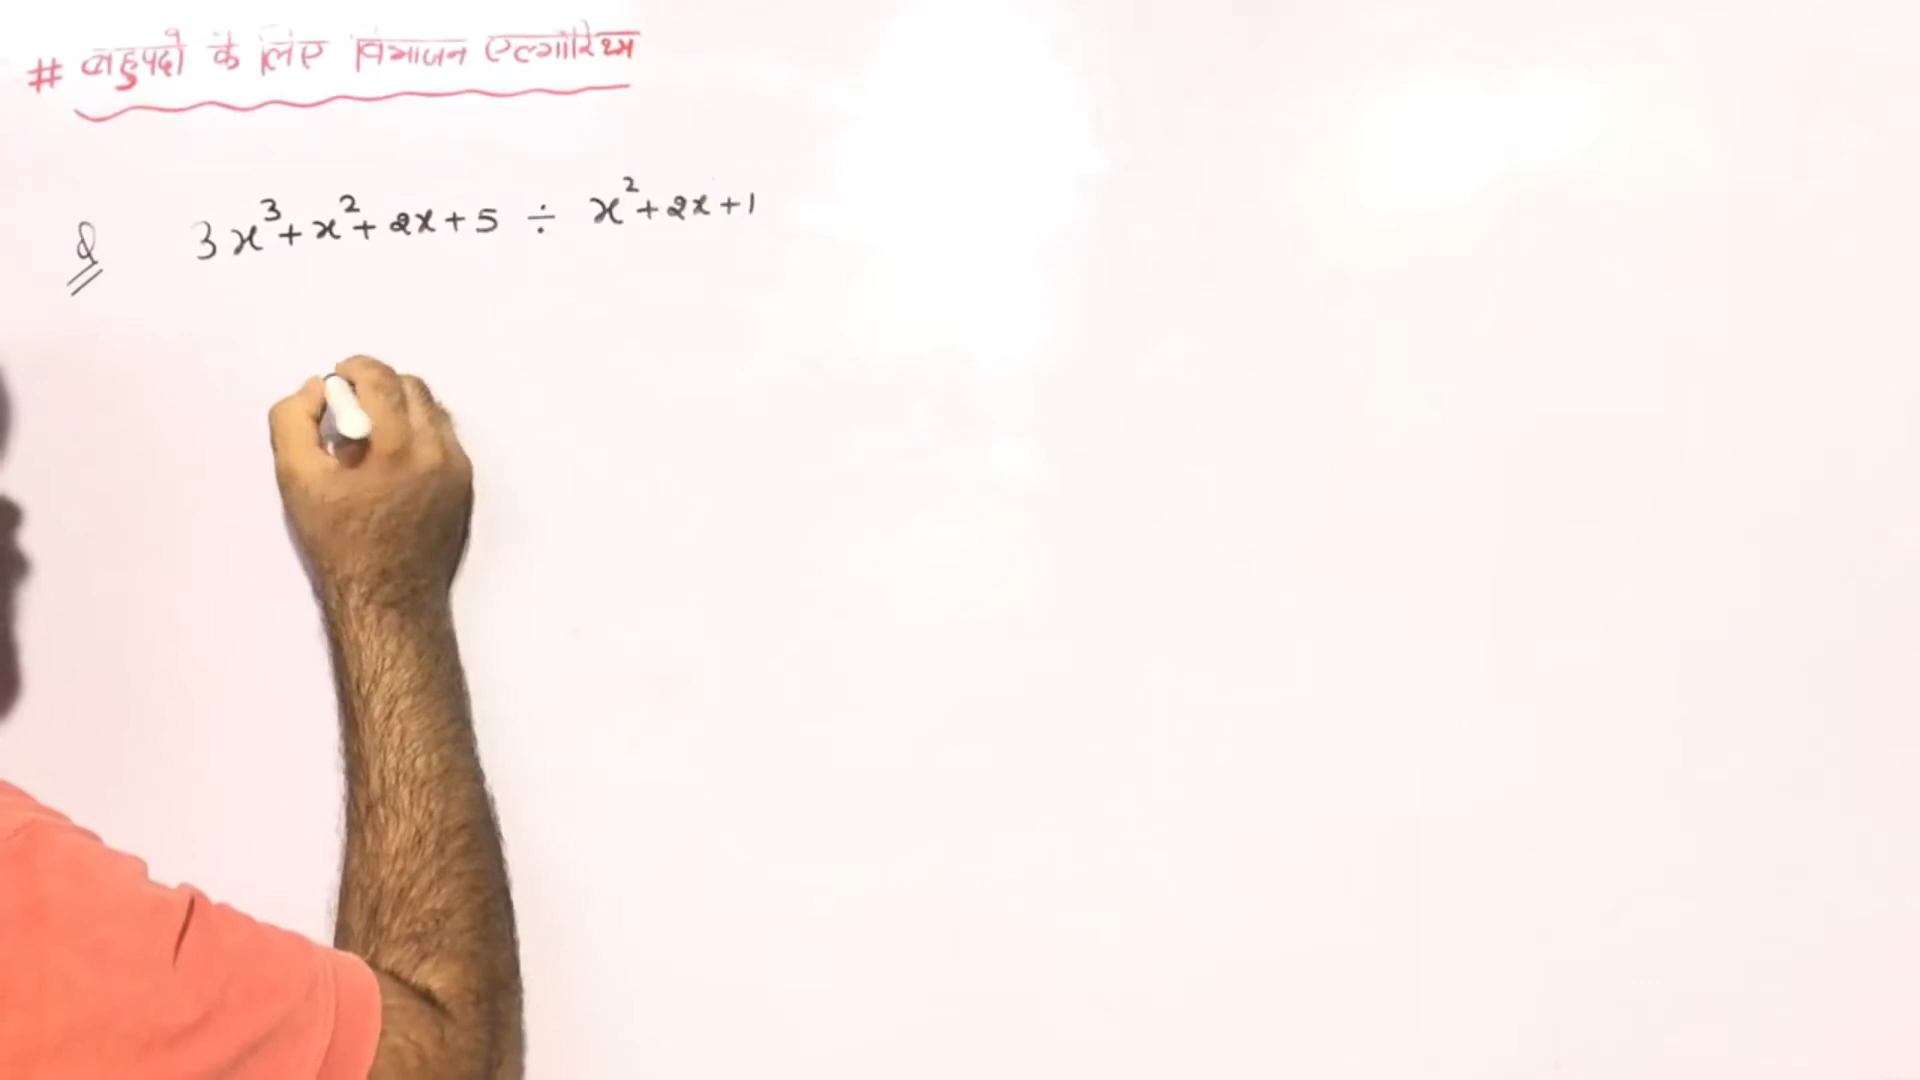 # बहुपदो के लिए विभाजन एल्गोरिथ्म
Q 3x³+x²+2x+5 ÷ x²+2x+1